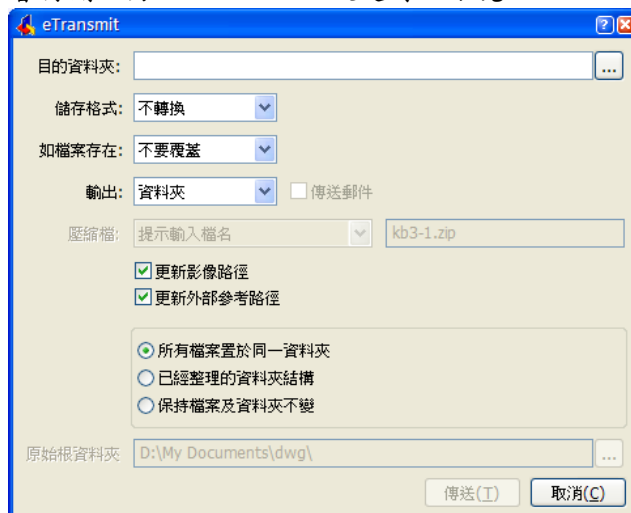 eTransmit
目的資料夾:
...
儲存格式: 不轉換
如檔案存在: 不要覆蓋
輸出: 資料夾 傳送郵件
壓縮檔: 提示輸入檔名 kb3-1.zip
更新影像路徑
更新外部參考路徑
所有檔案置於同一資料夾
已經整理的資料夾結構
保持檔案及資料夾不變
原始根資料夾 D:\My Documents\dwg\ ...
傳送(T) 取消(C)